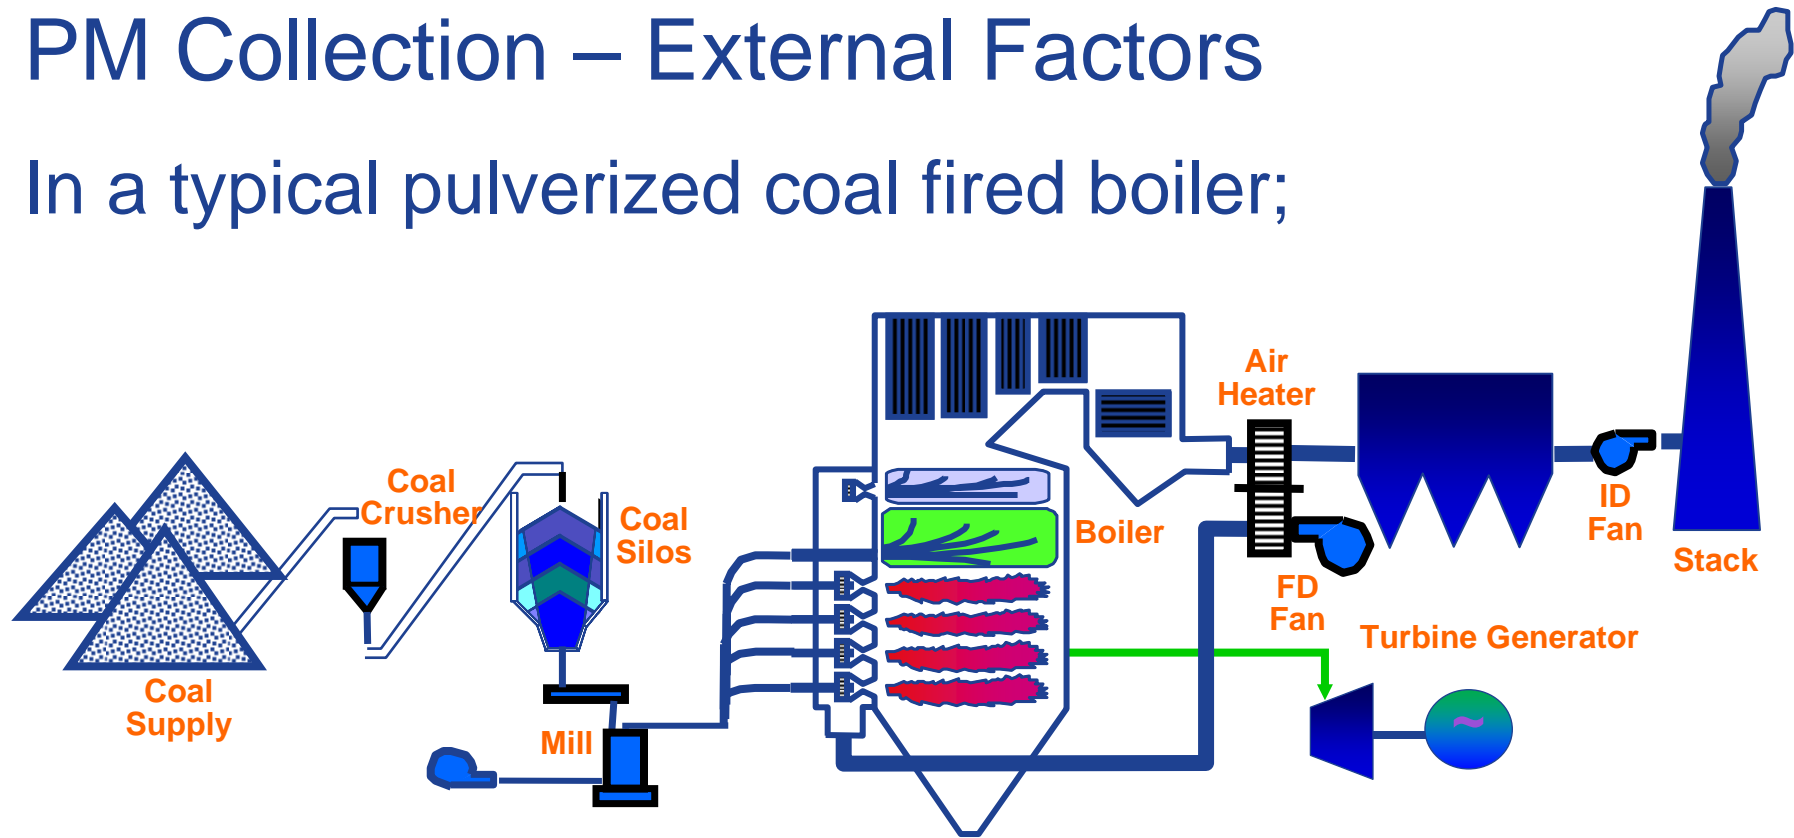 PM Collection – External Factors
In a typical pulverized coal fired boiler;
Air
Heater
Coal
Crusher
Coal
Silos
Boiler
ID
Fan
Stack
FD
Fan
Turbine Generator
Coal
Supply
Mill
~